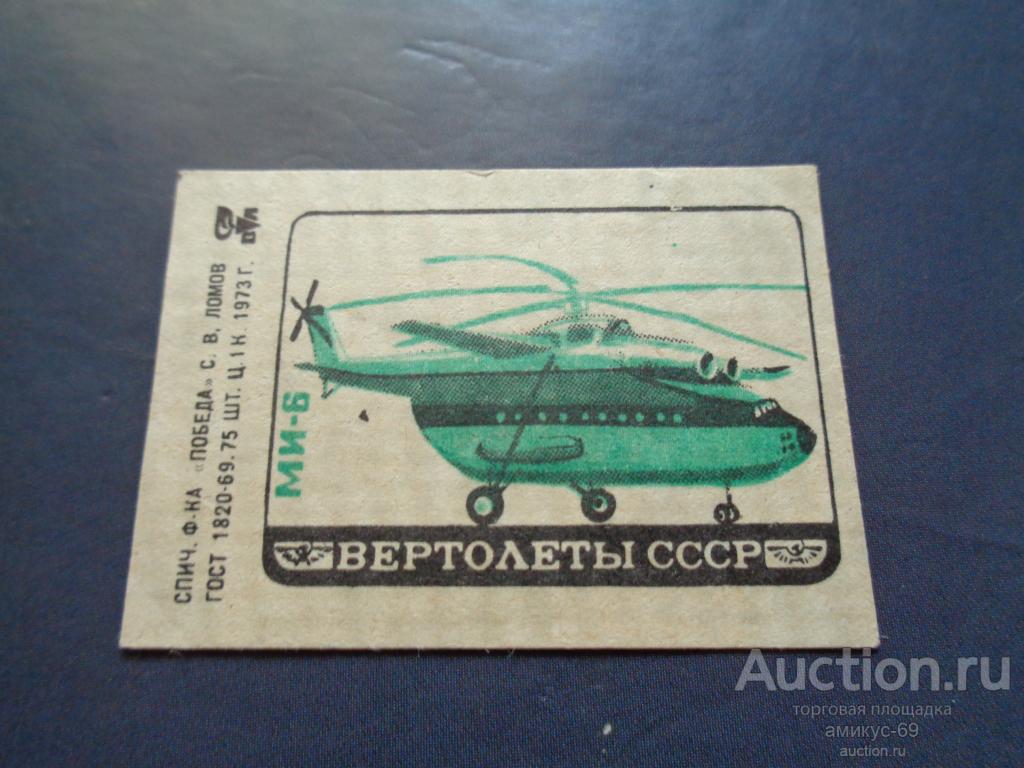 СПИЧ. Ф-КА «ПОБЕДА» С. В. ЛОМОВ
ГОСТ 1820-69. 75 ШТ. Ц. 1 К. 1973 Г.
МИ-6
ВЕРТОЛЕТЫ СССР
Auction.ru
торговая площадка
амикус-69
auction.ru